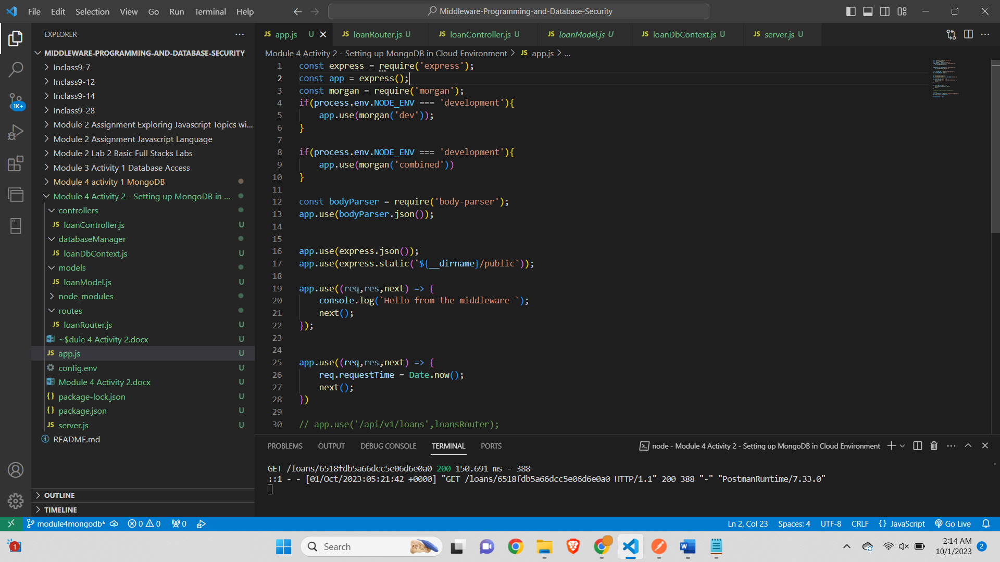 File Edit Selection View Go Run Terminal Help
Middleware-Programming-and-Database-Security
EXPLORER
MIDDLEWARE-PROGRAMMING-AND-DATABASE-SECURITY
Inclass9-7
Inclass9-12
Inclass9-14
1K+
Inclass9-28
Module 2 Assignment Exploring Javascript Topics wi...
Module 2 Assignment Javascript Language
Module 2 Lab 2 Basic Full Stacks Labs
Module 3 Activity 1 Database Access
Module 4 activity 1 MongoDB
Module 4 Activity 2 - Setting up MongoDB in ...
controllers
JS loanController.js U
databaseManager
JS loanDbContext.js U
models
JS loanModel.js U
node_modules
routes
JS loanRouter.js U
~$dule 4 Activity 2.docx U
JS app.js U
config.env U
Module 4 Activity 2.docx U
{} package-lock.json U
{} package.json U
JS server.js U
README.md
OUTLINE
TIMELINE
JS app.js U
JS loanRouter.js U
JS loanController.js U
JS loanModel.js U
JS loanDbContext.js U
JS server.js U
Module 4 Activity 2 - Setting up MongoDB in Cloud Environment > JS app.js > ...
1 const express = require('express');
2 const app = express();
3 const morgan = require('morgan');
4 if(process.env.NODE_ENV === 'development'){
5     app.use(morgan('dev'));
6 }
7
8 if(process.env.NODE_ENV === 'development'){
9     app.use(morgan('combined'))
10 }
11
12 const bodyParser = require('body-parser');
13 app.use(bodyParser.json());
14
15
16 app.use(express.json());
17 app.use(express.static(`${__dirname}/public`));
18
19 app.use((req,res,next) => {
20     console.log(`Hello from the middleware `);
21     next();
22 });
23
24
25 app.use((req,res,next) => {
26     req.requestTime = Date.now();
27     next();
28 })
29
30 // app.use('/api/v1/loans',loansRouter);
PROBLEMS OUTPUT DEBUG CONSOLE TERMINAL PORTS
node - Module 4 Activity 2 - Setting up MongoDB in Cloud Environment
GET /loans/6518fdb5a66dcc5e06d6e0a0 200 150.691 ms - 388
::1 - - [01/Oct/2023:05:21:42 +0000] "GET /loans/6518fdb5a66dcc5e06d6e0a0 HTTP/1.1" 200 388 "-" "PostmanRuntime/7.33.0"
module4mongodb* 0 0 0
Ln 2, Col 23 Spaces: 4 UTF-8 CRLF {} JavaScript Go Live
1
Search
W
2:14 AM
10/1/2023
2